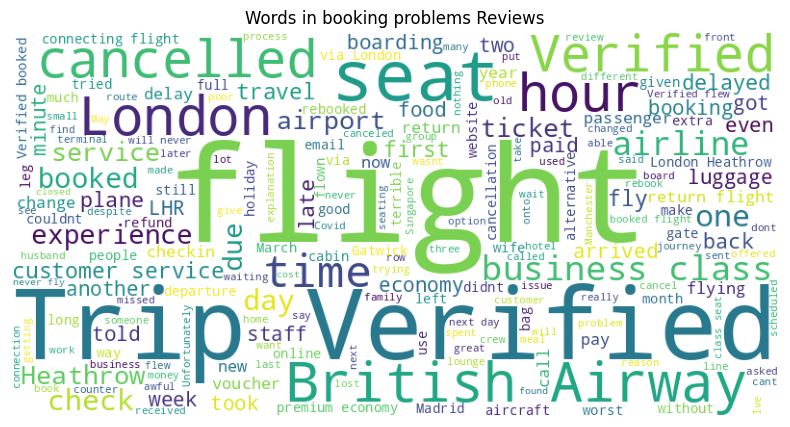 Words in booking problems Reviews
connecting flight
process
via London
boarding
many
two
put
review
front
cancelled
seat
hour
Verified
different
Verified booked
minute
tried
delay
much
London
full
travel
rebooked
food
year
phone
old
nothing
given
Verified flew
delayed
booking
got
route
poor
May
small
find
terminal
will never
airport
canceled
group
return
website
ticket
passenger
changed
able
extra
even
service
later
made
email
first
wasnt
paid
take
used
said
airline
London Heathrow
board
rebook
leg
closed
booked
lot
holiday
explanation
via
now
flown
never
seating
Singapore
cancellation
wait
onto
alternative
Manchester
fly
luggage
return flight
booked flight
dont
change
still
plane
LHR
flight
late
good
terrible
option
make
one
see
despite
couldnt
refund
due
give
March
Covid
Gatwick
wife
hotel
gate
journey
back
experience
husband
people
checkin
time
cabin
row
three
called
arrived
sent
offered
customer service
waiting
cost
trying
business class
never fly
another
departure
day
economy
didnt
left
issue
cancel
flying
missed
family
customer
really
month
scheduled
Trip Verified
long
someone
told
home
say
staff
use
bag
next day
spent
crew
will
problem
pay
class seat
connection
getting
work
way
Unfortunately
want
online
next
great
meal
reason
line
business
flew
new
last
lounge
call
asked
cant
Heathrow
money
British Airway
book
counter
awful
voucher
lost
found
check
week
received
took
premium economy
Madrid
aircraft
worst
without
ive